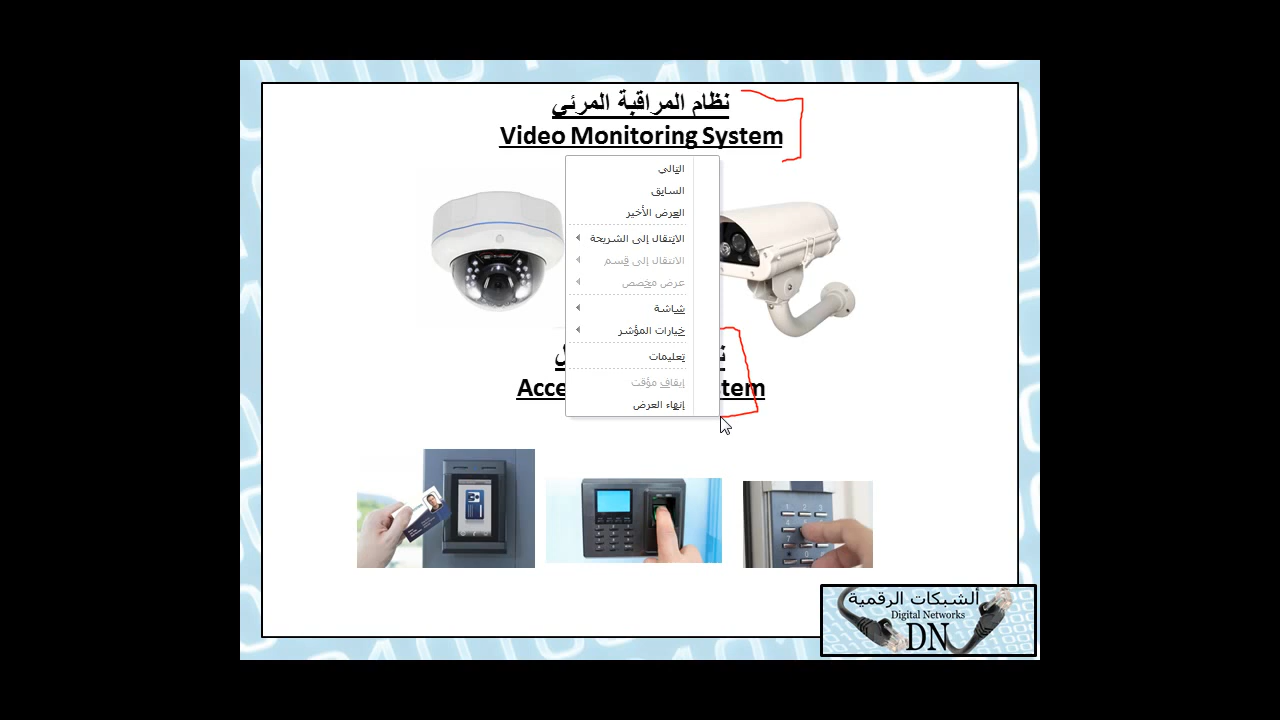 نظام المراقبة المرئي
Video Monitoring System
التالي
السابق
العرض الأخير
الانتقال إلى الشريحة
الانتقال إلى قسم
عرض مخصص
شاشة
خيارات المؤشر
تعليمات
إيقاف مؤقت
إنهاء العرض
Acce tem
ألشبكات الرقمية
Digital Networks
DN